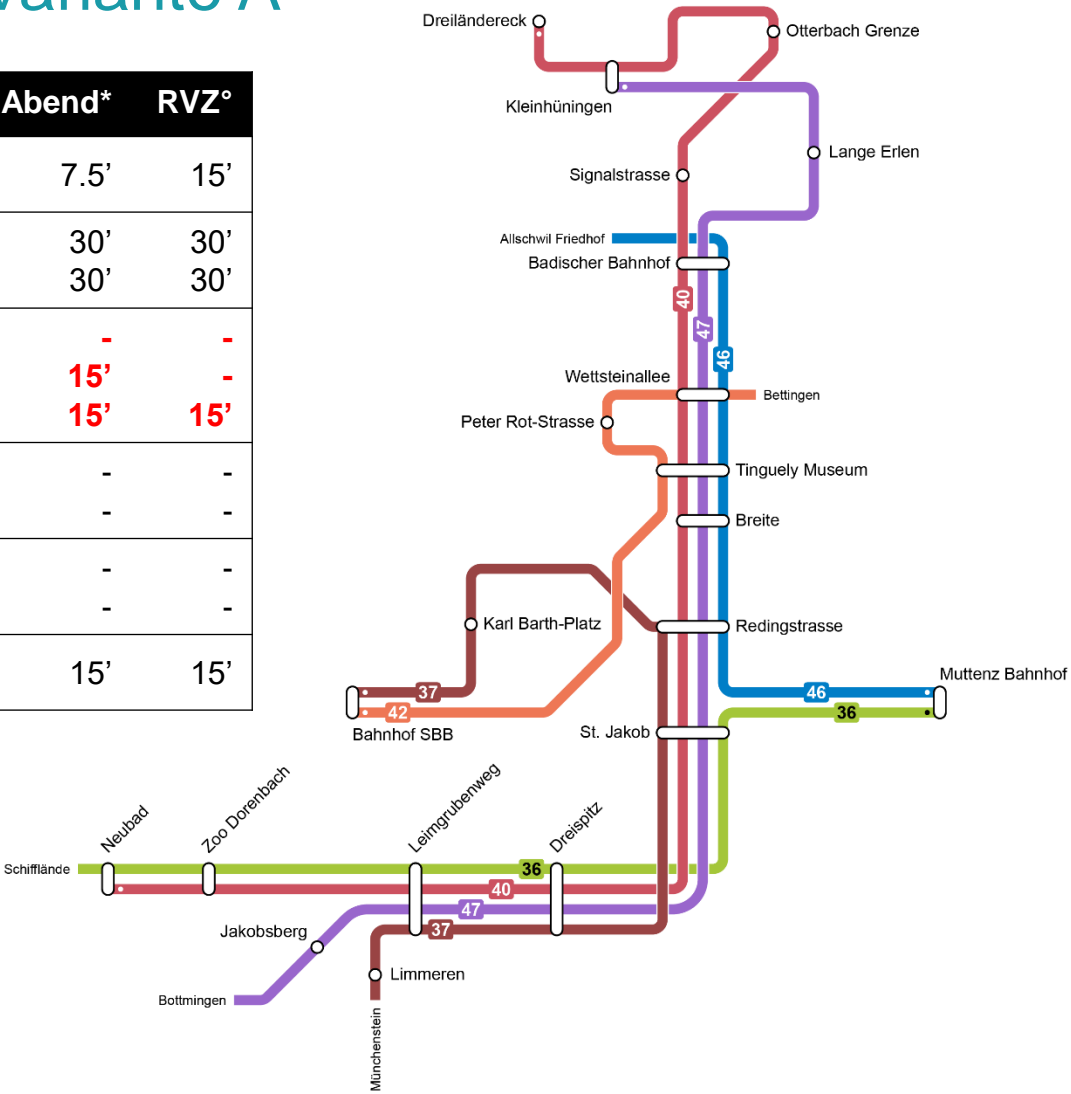 Variante A
Abend* RVZ°
7.5’ 15’
30’ 30’
30’ 30’
- -
15’ -
15’ 15’
- -
- -
- -
- -
15’ 15’
Dreiländereck
Otterbach Grenze
Kleinhüningen
Lange Erlen
Signalstrasse
Allschwil Friedhof
Badischer Bahnhof
40
47
46
Wettsteinallee
Bettingen
Peter Rot-Strasse
Tinguely Museum
Breite
Karl Barth-Platz
Redingstrasse
Muttenz Bahnhof
37
46
42
36
Bahnhof SBB
St. Jakob
Neubad
Zoo Dorenbach
Leimgrubenweg
Dreispitz
Schifflände
36
40
47
37
Jakobsberg
Limmeren
Bottmingen
Münchenstein